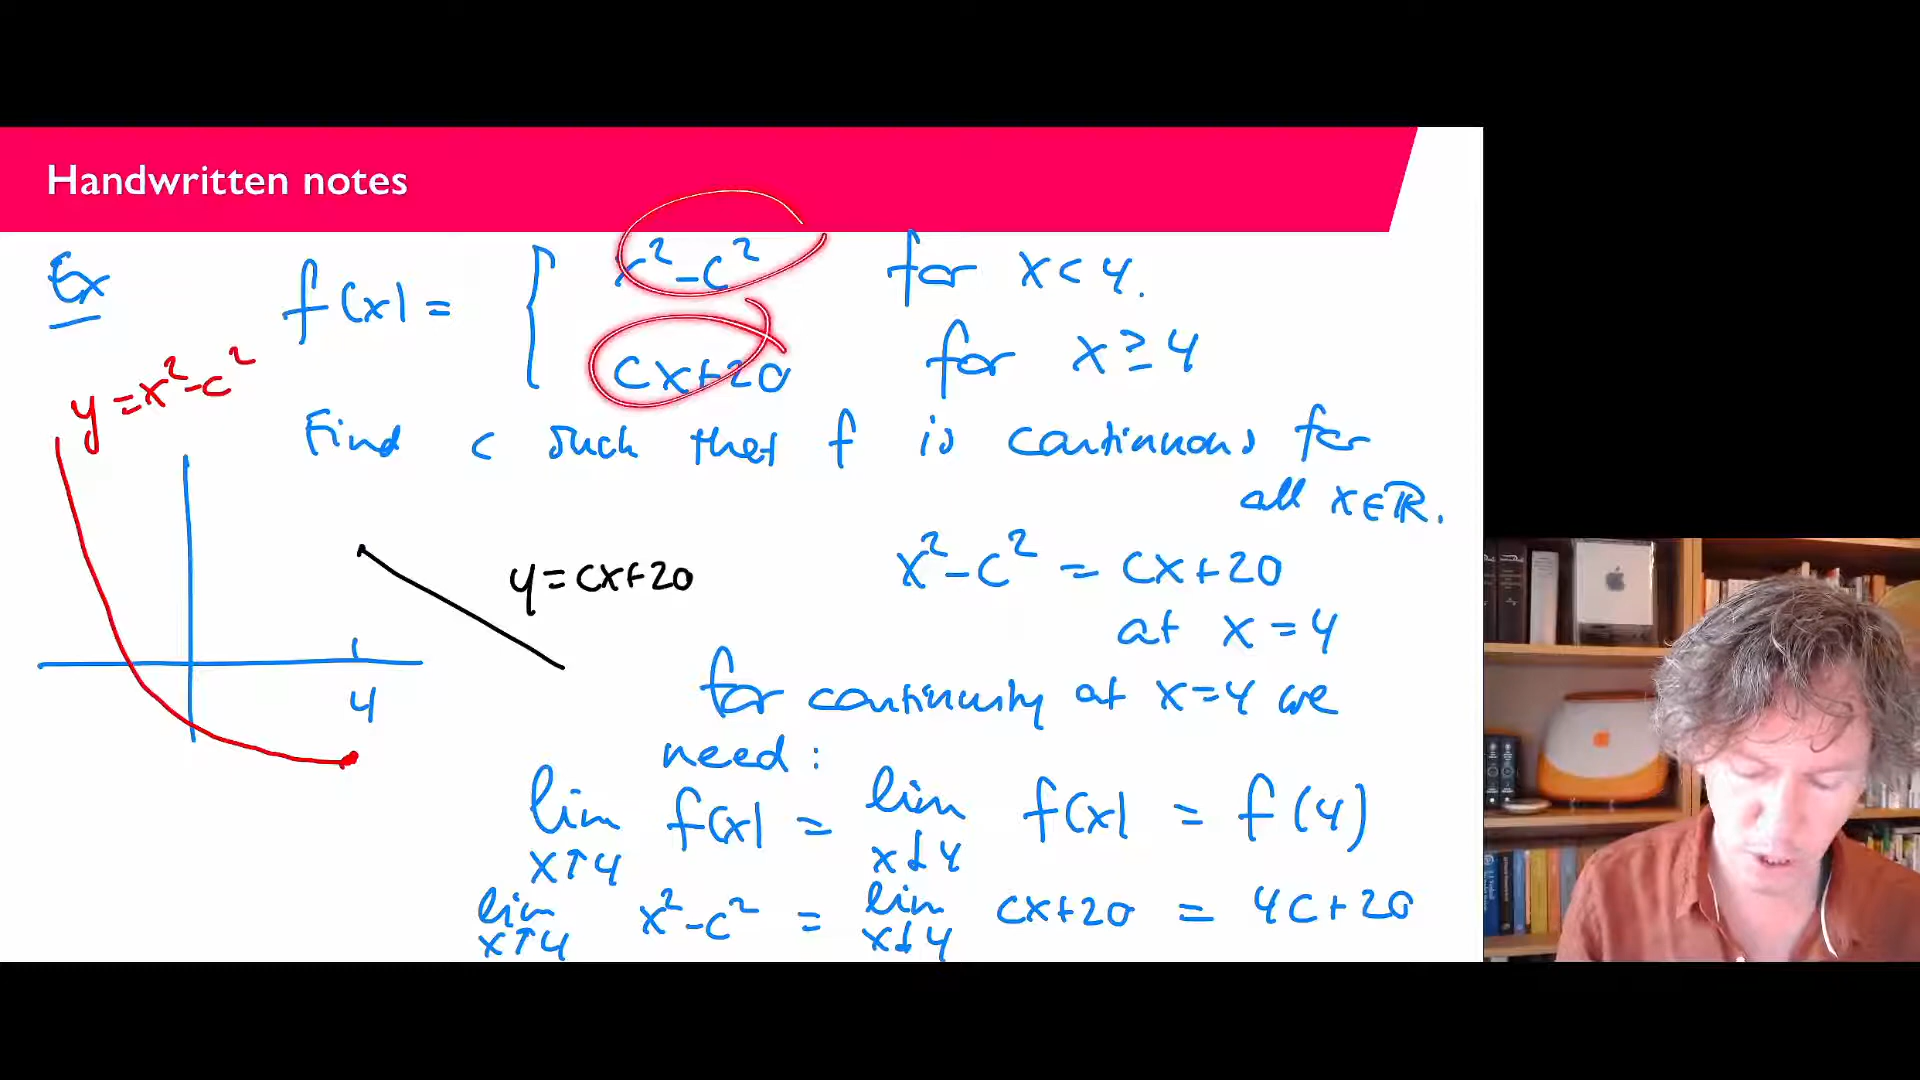 Handwritten notes
Ex f(x) = { x² - c² for x < 4.
cx+20 for x ≥ 4
y = x² - c²
Find c such that f is continuous for
all x ∈ ℝ.
x² - c² = cx+20
y = cx+20
at x = 4
for continuity at x = 4 we
4
need :
lim x↑4 f(x) = lim x↓4 f(x) = f(4)
lim x↑4 x² - c² = lim x↓4 cx+20 = 4c+20